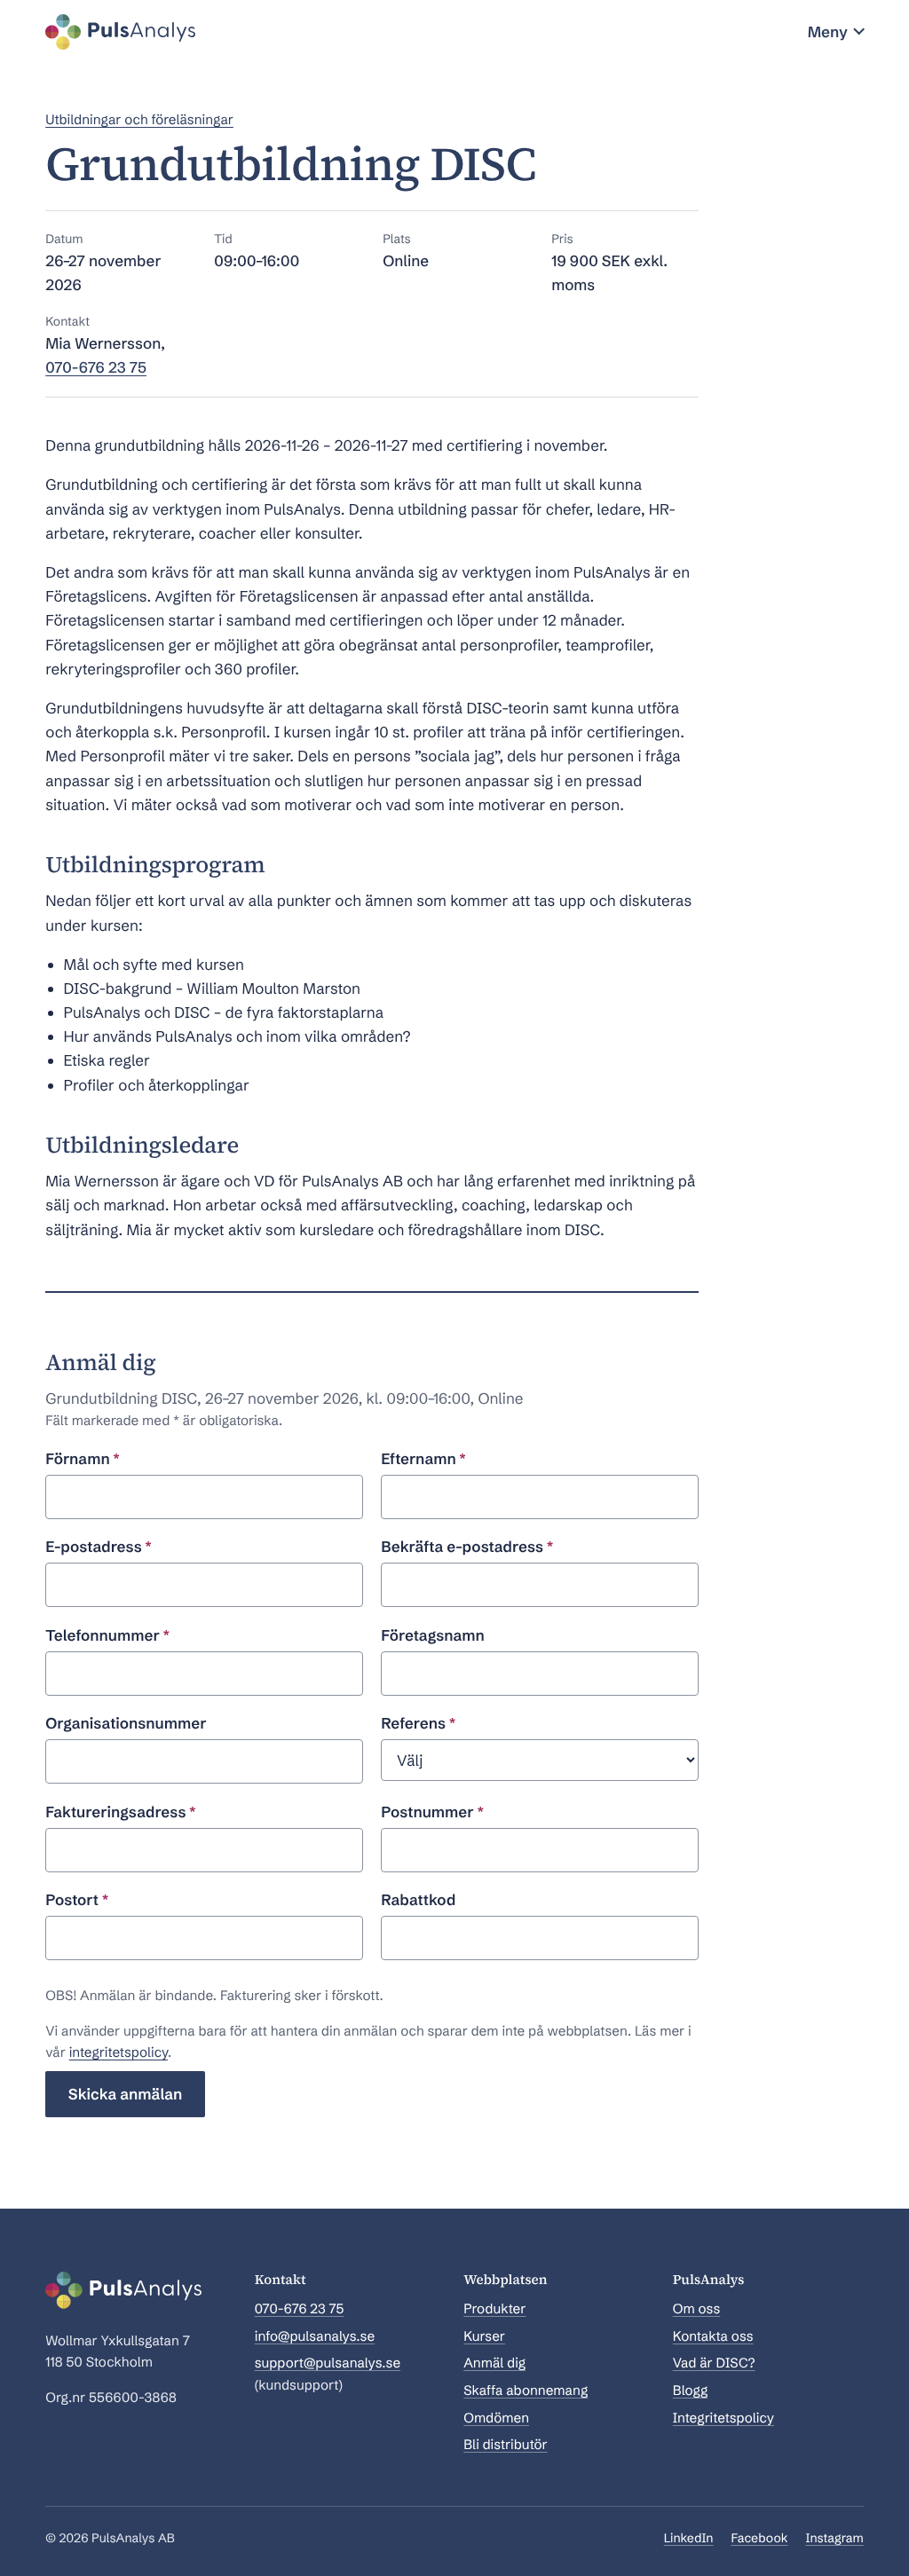 PulsAnalys
Meny
Utbildningar och föreläsningar
Grundutbildning DISC
Datum
26-27 november
2026
Tid
09:00-16:00
Plats
Online
Pris
19 900 SEK exkl.
moms
Kontakt
Mia Wernersson,
070-676 23 75
Denna grundutbildning hålls 2026-11-26 – 2026-11-27 med certifiering i november.
Grundutbildning och certifiering är det första som krävs för att man fullt ut skall kunna
använda sig av verktygen inom PulsAnalys. Denna utbildning passar för chefer, ledare, HR-
arbetare, rekryterare, coacher eller konsulter.
Det andra som krävs för att man skall kunna använda sig av verktygen inom PulsAnalys är en
Företagslicens. Avgiften för Företagslicensen är anpassad efter antal anställda.
Företagslicensen startar i samband med certifieringen och löper under 12 månader.
Företagslicensen ger er möjlighet att göra obegränsat antal personprofiler, teamprofiler,
rekryteringsprofiler och 360 profiler.
Grundutbildningens huvudsyfte är att deltagarna skall förstå DISC-teorin samt kunna utföra
och återkoppla s.k. Personprofil. I kursen ingår 10 st. profiler att träna på inför certifieringen.
Med Personprofil mäter vi tre saker. Dels en persons ”sociala jag”, dels hur personen i fråga
anpassar sig i en arbetssituation och slutligen hur personen anpassar sig i en pressad
situation. Vi mäter också vad som motiverar och vad som inte motiverar en person.
Utbildningsprogram
Nedan följer ett kort urval av alla punkter och ämnen som kommer att tas upp och diskuteras
under kursen:
• Mål och syfte med kursen
• DISC-bakgrund – William Moulton Marston
• PulsAnalys och DISC – de fyra faktorstaplarna
• Hur används PulsAnalys och inom vilka områden?
• Etiska regler
• Profiler och återkopplingar
Utbildningsledare
Mia Wernersson är ägare och VD för PulsAnalys AB och har lång erfarenhet med inriktning på
sälj och marknad. Hon arbetar också med affärsutveckling, coaching, ledarskap och
säljträning. Mia är mycket aktiv som kursledare och föredragshållare inom DISC.
Anmäl dig
Grundutbildning DISC, 26-27 november 2026, kl. 09:00-16:00, Online
Fält markerade med * är obligatoriska.
Förnamn *
Efternamn *
E-postadress *
Bekräfta e-postadress *
Telefonnummer *
Företagsnamn
Organisationsnummer
Referens *
Välj
Faktureringsadress *
Postnummer *
Postort *
Rabattkod
OBS! Anmälan är bindande. Fakturering sker i förskott.
Vi använder uppgifterna bara för att hantera din anmälan och sparar dem inte på webbplatsen. Läs mer i
vår integritetspolicy.
Skicka anmälan
PulsAnalys
Wollmar Yxkullsgatan 7
118 50 Stockholm
Org.nr 556600-3868
Kontakt
070-676 23 75
info@pulsanalys.se
support@pulsanalys.se
(kundsupport)
Webbplatsen
Produkter
Kurser
Anmäl dig
Skaffa abonnemang
Omdömen
Bli distributör
PulsAnalys
Om oss
Kontakta oss
Vad är DISC?
Blogg
Integritetspolicy
© 2026 PulsAnalys AB
LinkedIn
Facebook
Instagram